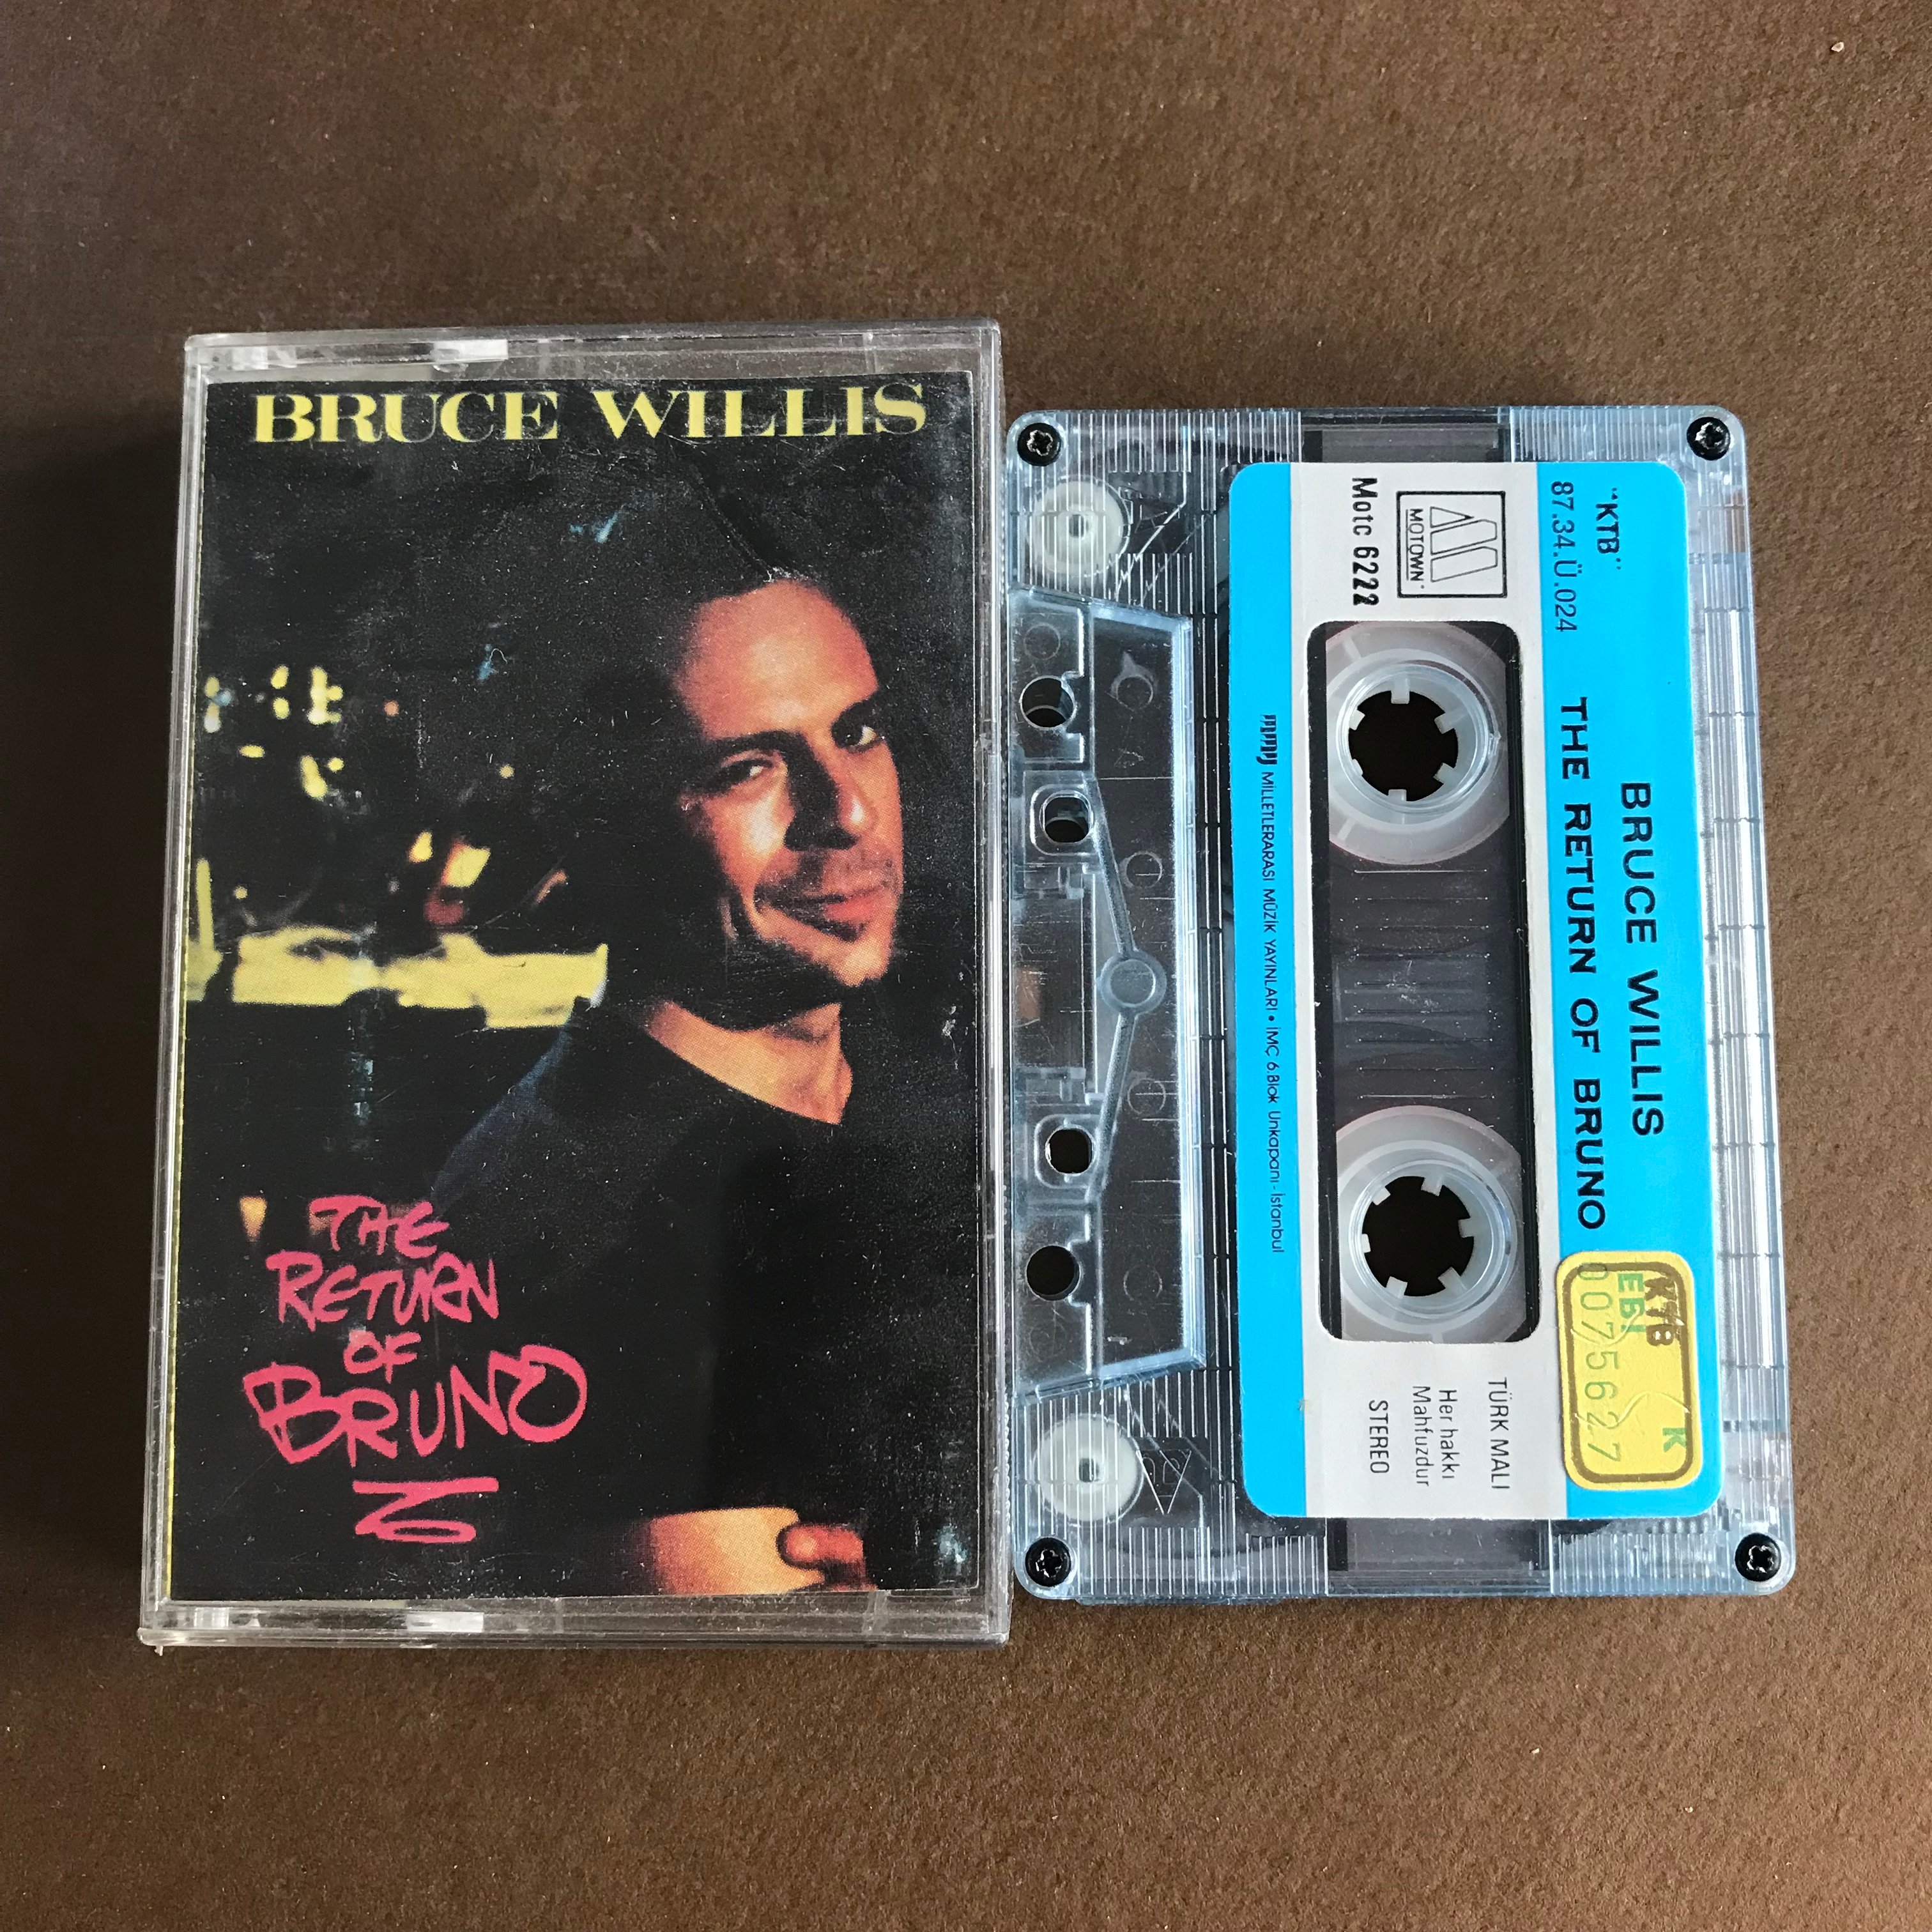 BRUCE WILLIS
THE
RETURN
OF
BRUNO
"KTB"
87.34.Ü.024
BRUCE WILLIS
THE RETURN OF BRUNO
MOTOWN
Motc 6222
TÜRK MALI
Her hakkı
Mahfuzdur
STEREO
MİLLETLERARASI MÜZİK YAYINLARI • İMÇ 6.Blok Unkapanı - İstanbul
KTB K
EBİ
0075627